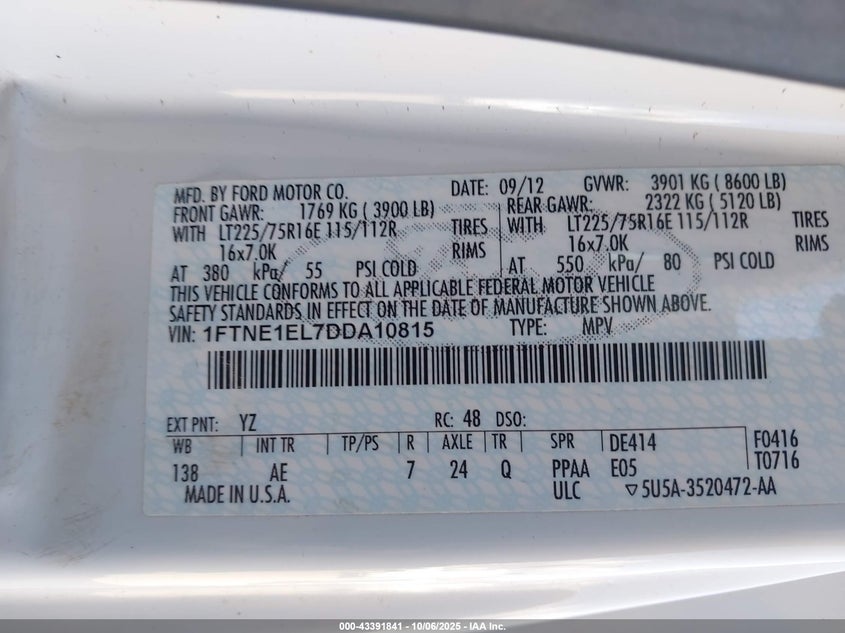 MFD. BY FORD MOTOR CO. DATE: 09/12 GVWR: 3901 KG ( 8600 LB)
FRONT GAWR: 1769 KG ( 3900 LB) REAR GAWR: 2322 KG ( 5120 LB)
WITH LT225/75R16E 115/112R TIRES WITH LT225/75R16E 115/112R TIRES
16x7.0K RIMS 16x7.0K RIMS
AT 380 kPa/ 55 PSI COLD AT 550 kPa/ 80 PSI COLD
THIS VEHICLE CONFORMS TO ALL APPLICABLE FEDERAL MOTOR VEHICLE
SAFETY STANDARDS IN EFFECT ON THE DATE OF MANUFACTURE SHOWN ABOVE.
VIN: 1FTNE1EL7DDA10815 TYPE: MPV
EXT PNT: YZ RC: 48 DSO:
WB INT TR TP/PS R AXLE TR SPR DE414 F0416
138 AE 7 24 Q PPAA E05 T0716
MADE IN U.S.A. ULC ▽5U5A-3520472-AA
000-43391841 - 10/06/2025 - IAA Inc.